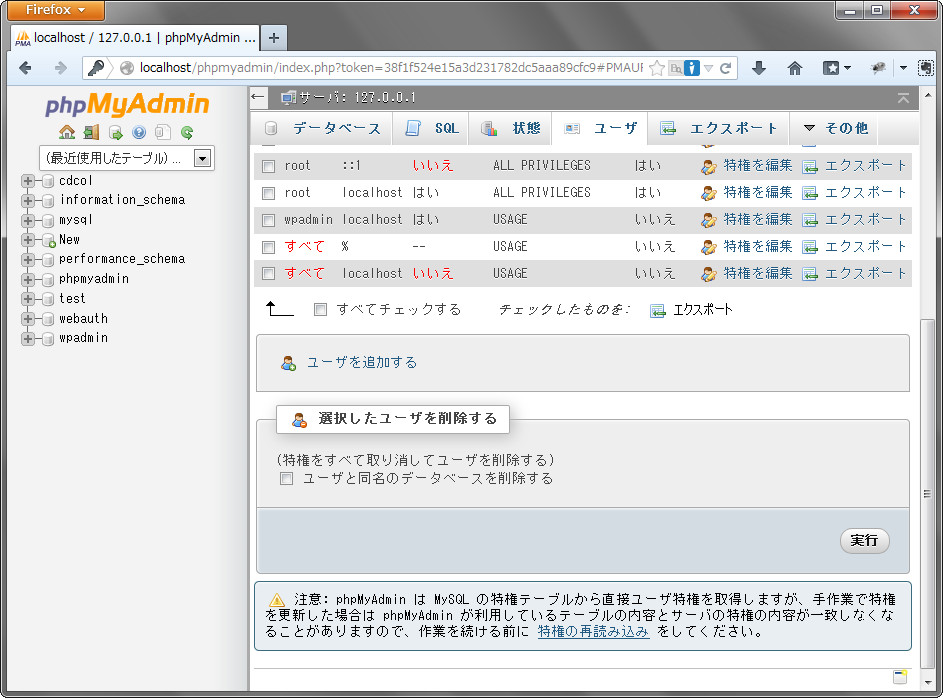 Firefox
localhost / 127.0.0.1 | phpMyAdmin ...
localhost/phpmyadmin/index.php?token=38f1f524e15a3d231782dc5aaa89cfc9#PMAUR
phpMyAdmin
(最近使用したテーブル) ...
cdcol
information_schema
mysql
New
performance_schema
phpmyadmin
test
webauth
wpadmin
サーバ: 127.0.0.1
データベース SQL 状態 ユーザ エクスポート その他
root ::1 いいえ ALL PRIVILEGES はい 特権を編集 エクスポート
root localhost はい ALL PRIVILEGES はい 特権を編集 エクスポート
wpadmin localhost はい USAGE いいえ 特権を編集 エクスポート
すべて % -- USAGE いいえ 特権を編集 エクスポート
すべて localhost いいえ USAGE いいえ 特権を編集 エクスポート
すべてチェックする チェックしたものを: エクスポート
ユーザを追加する
選択したユーザを削除する
(特権をすべて取り消してユーザを削除する)
ユーザと同名のデータベースを削除する
実行
注意: phpMyAdmin は MySQL の特権テーブルから直接ユーザ特権を取得しますが、手作業で特権
を更新した場合は phpMyAdmin が利用しているテーブルの内容とサーバの特権の内容が一致しなくな
ることがありますので、作業を続ける前に 特権の再読み込み をしてください。